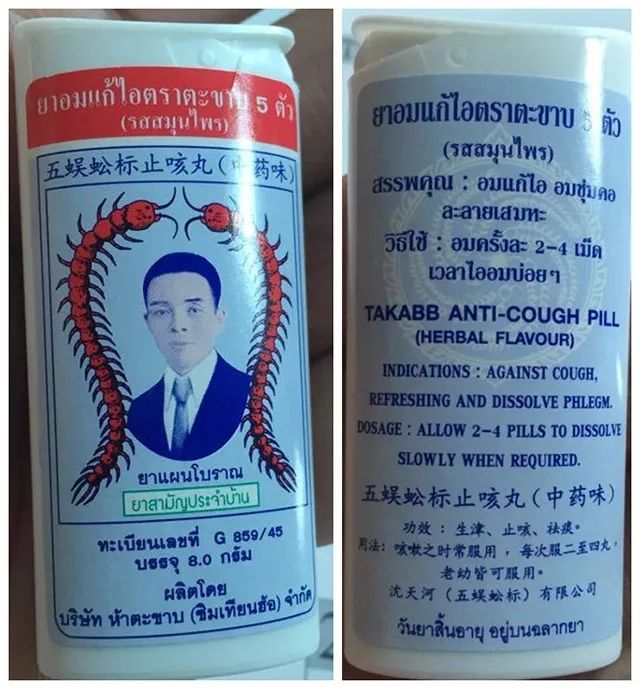 ยาอมแก้ไอตราตะขาบ 5 ตัว
(รสสมุนไพร)
五蜈蚣标止咳丸(中药味)
ยาแผนโบราณ
ยาสามัญประจำบ้าน
ทะเบียนเลขที่ G 859/45
บรรจุ 8.0 กรัม
ผลิตโดย
บริษัท ห้าตะขาบ (ซิมเทียนฮ้อ) จำกัด
ยาอมแก้ไอตราตะขาบ 5 ตัว
(รสสมุนไพร)
สรรพคุณ : อมแก้ไอ อมชุ่มคอ
ละลายเสมหะ
วิธีใช้ : อมครั้งละ 2-4 เม็ด
เวลาไออมบ่อยๆ
TAKABB ANTI-COUGH PILL
(HERBAL FLAVOUR)
INDICATIONS : AGAINST COUGH,
REFRESHING AND DISSOLVE PHLEGM.
DOSAGE : ALLOW 2-4 PILLS TO DISSOLVE
SLOWLY WHEN REQUIRED.
五蜈蚣标止咳丸(中药味)
功效：生津、止咳、祛痰。
用法：咳嗽之时常服用，每次服二至四丸，
老幼皆可服用。
沈天河（五蜈蚣标）有限公司
วันยาสิ้นอายุ อยู่บนฉลากยา